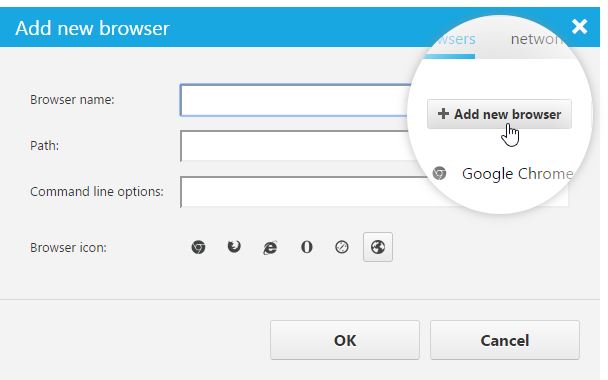 Add new browser
wsers networ
+ Add new browser
Google Chrome
Browser name:
Path:
Command line options:
Browser icon:
OK Cancel